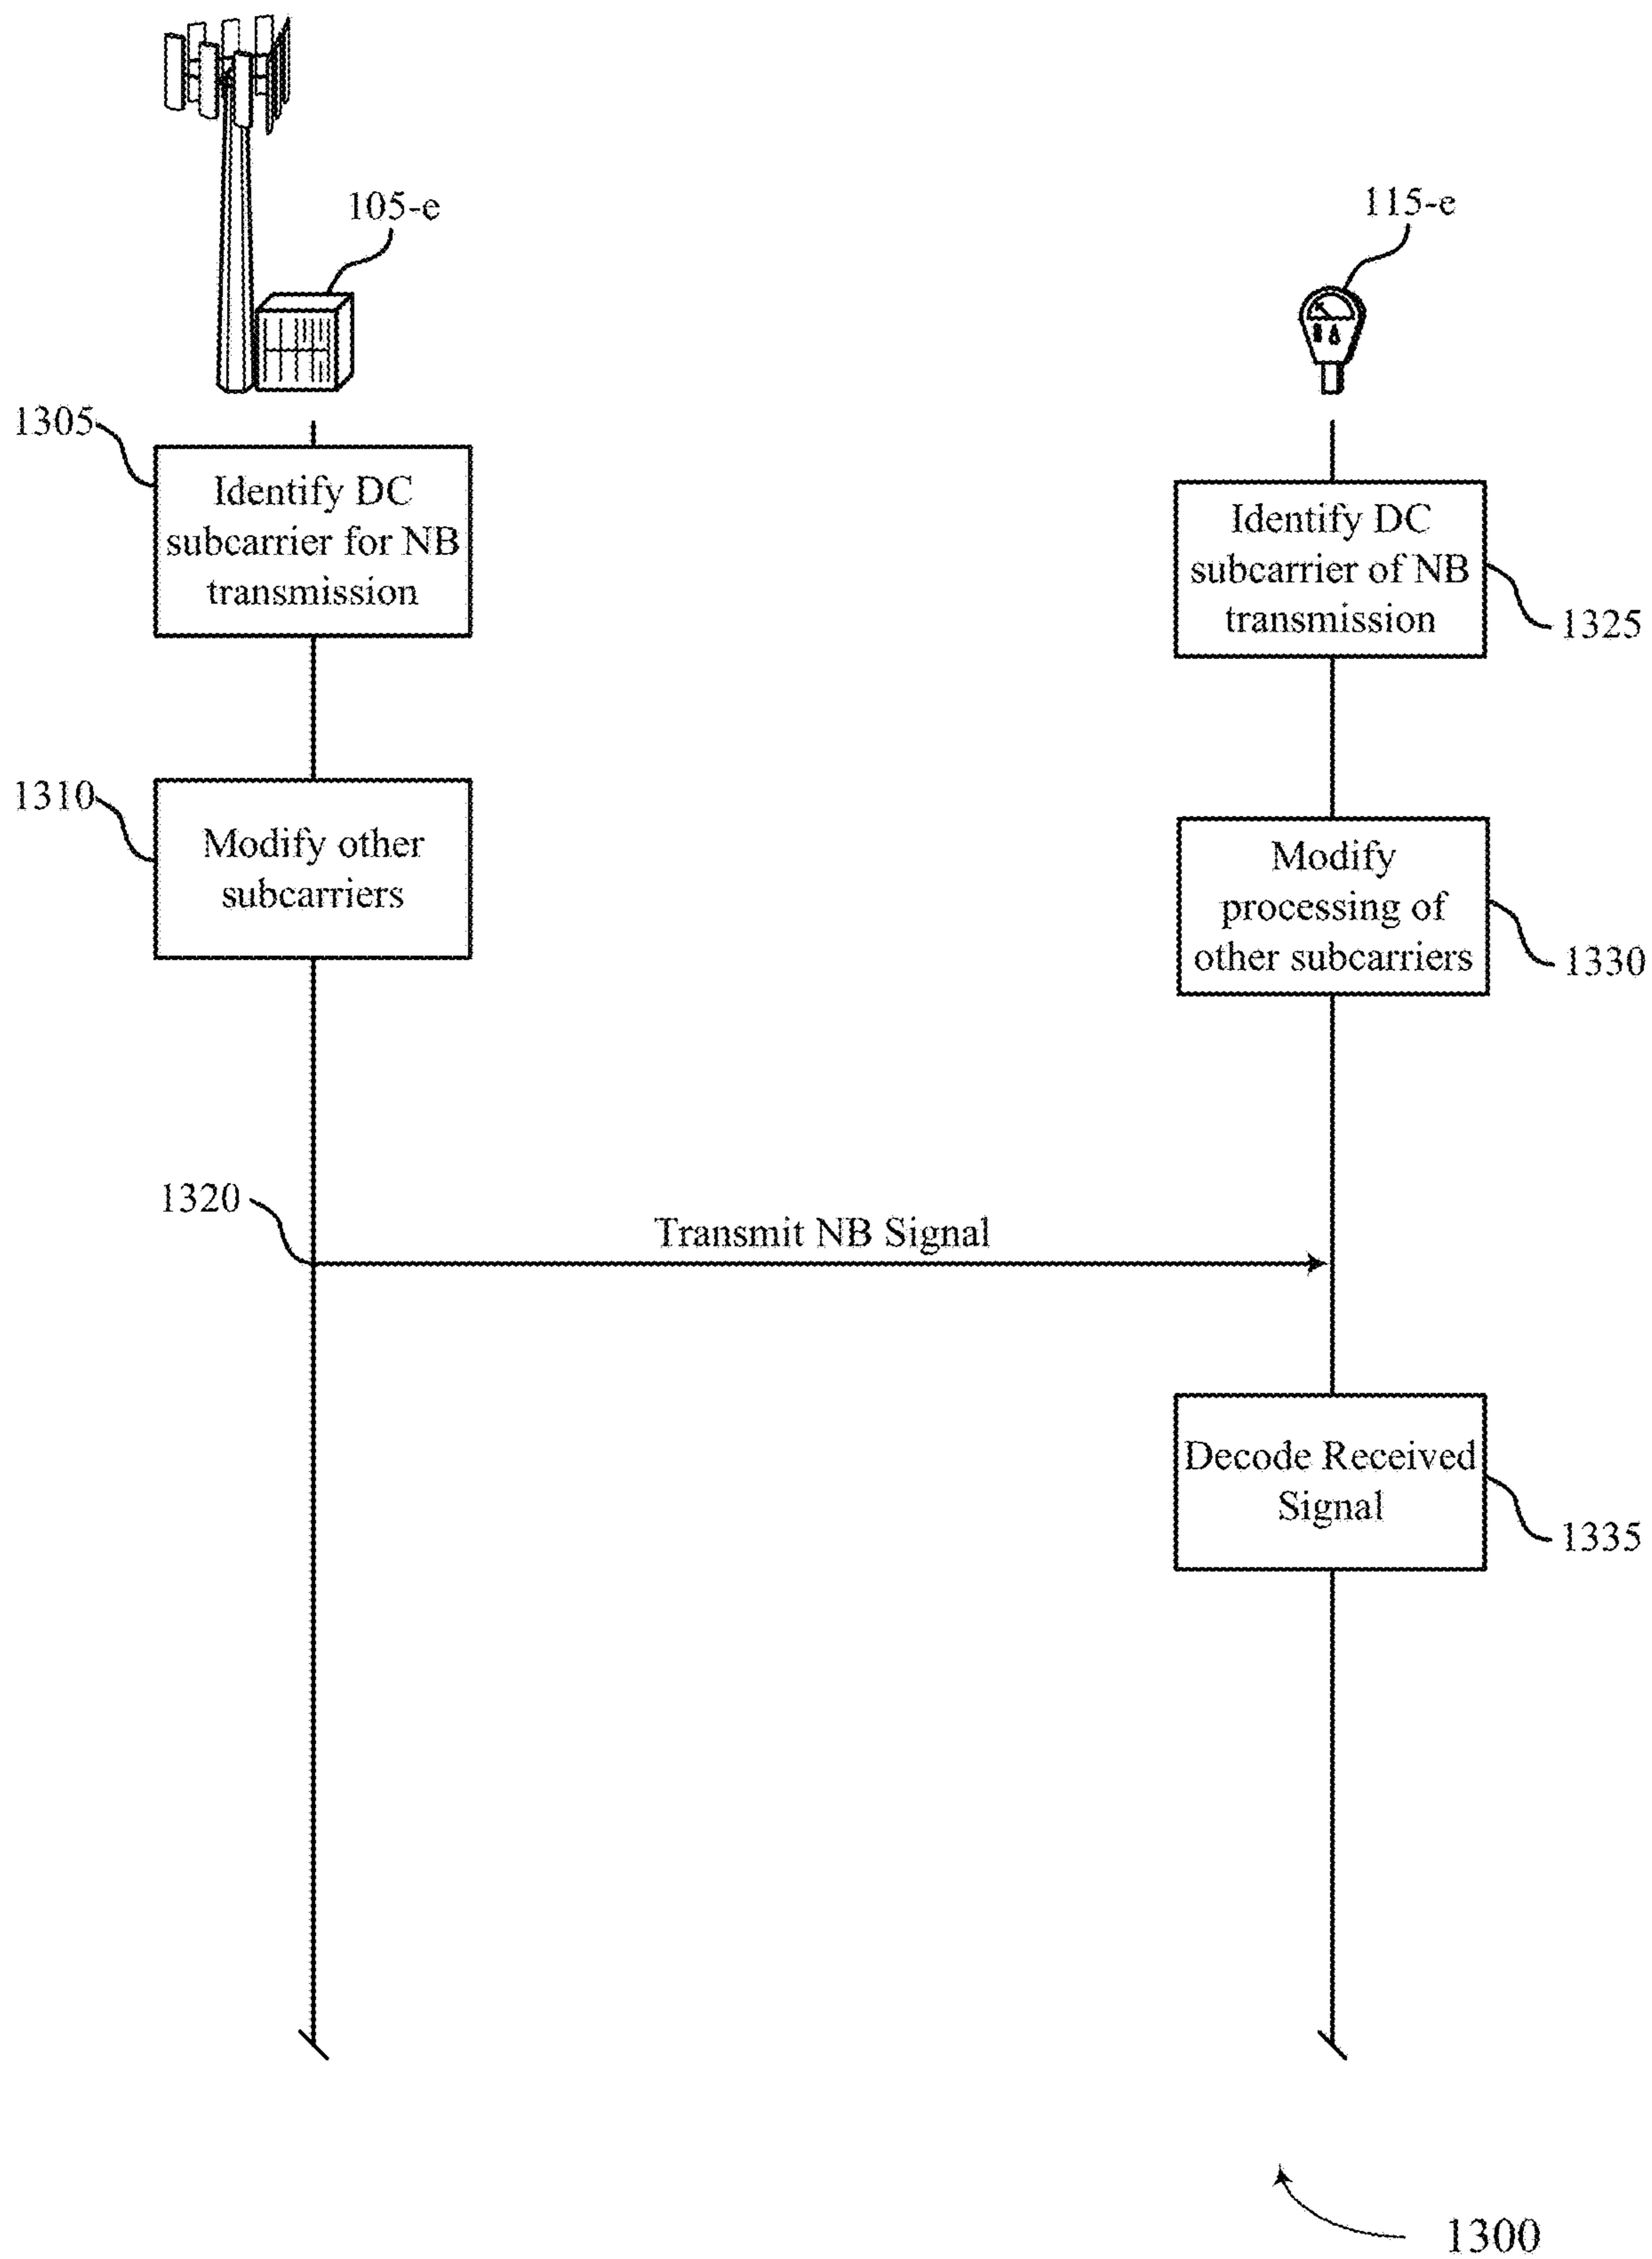 105-e
115-e
1305
Identify DC
subcarrier for NB
transmission
Identify DC
subcarrier of NB
transmission
1325
1310
Modify other
subcarriers
Modify
processing of
other subcarriers
1330
1320
Transmit NB Signal
Decode Received
Signal
1335
1300